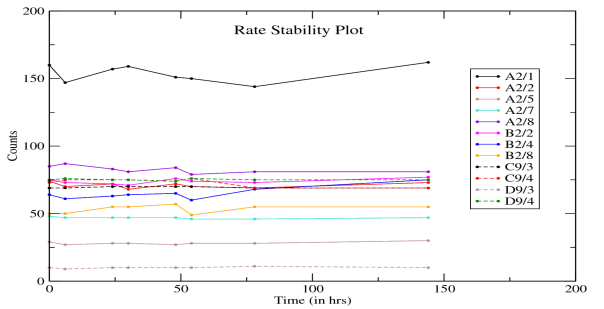 Rate Stability Plot
200
150
100
50
0
Counts
0
50
100
150
200
Time (in hrs)
A2/1
A2/2
A2/5
A2/7
A2/8
B2/2
B2/4
B2/8
C9/3
C9/4
D9/3
D9/4